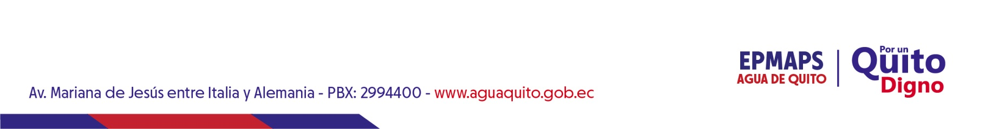 Av. Mariana de Jesús entre Italia y Alemania - PBX: 2994400 - www.aguaquito.gob.ec
EPMAPS
AGUA DE QUITO
Por un
Quito
Digno